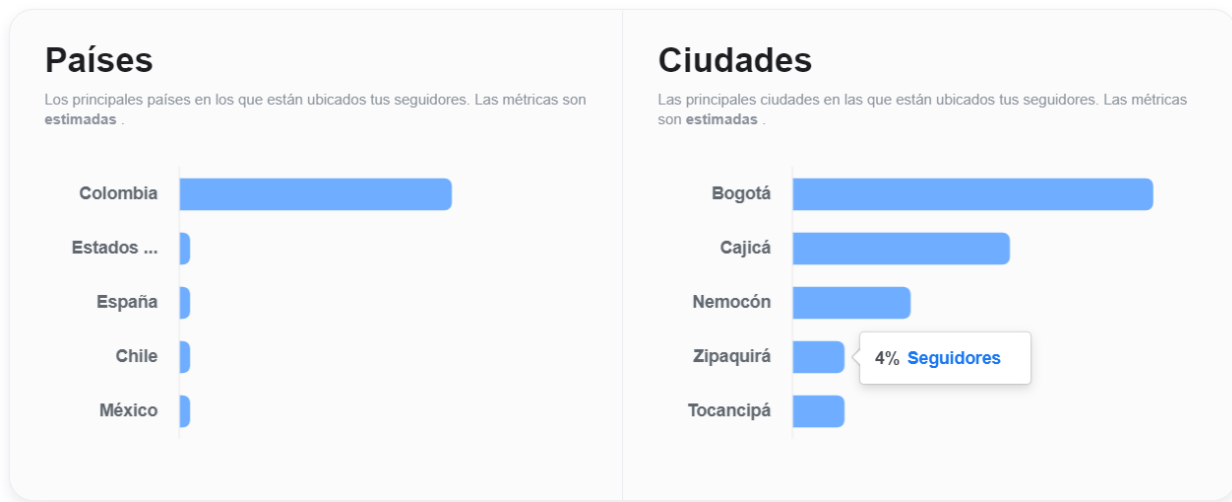 Países
Los principales países en los que están ubicados tus seguidores. Las métricas son
estimadas .
Colombia
Estados ...
España
Chile
México
Ciudades
Las principales ciudades en las que están ubicados tus seguidores. Las métricas
son estimadas .
Bogotá
Cajicá
Nemocón
Zipaquirá
4% Seguidores
Tocancipá